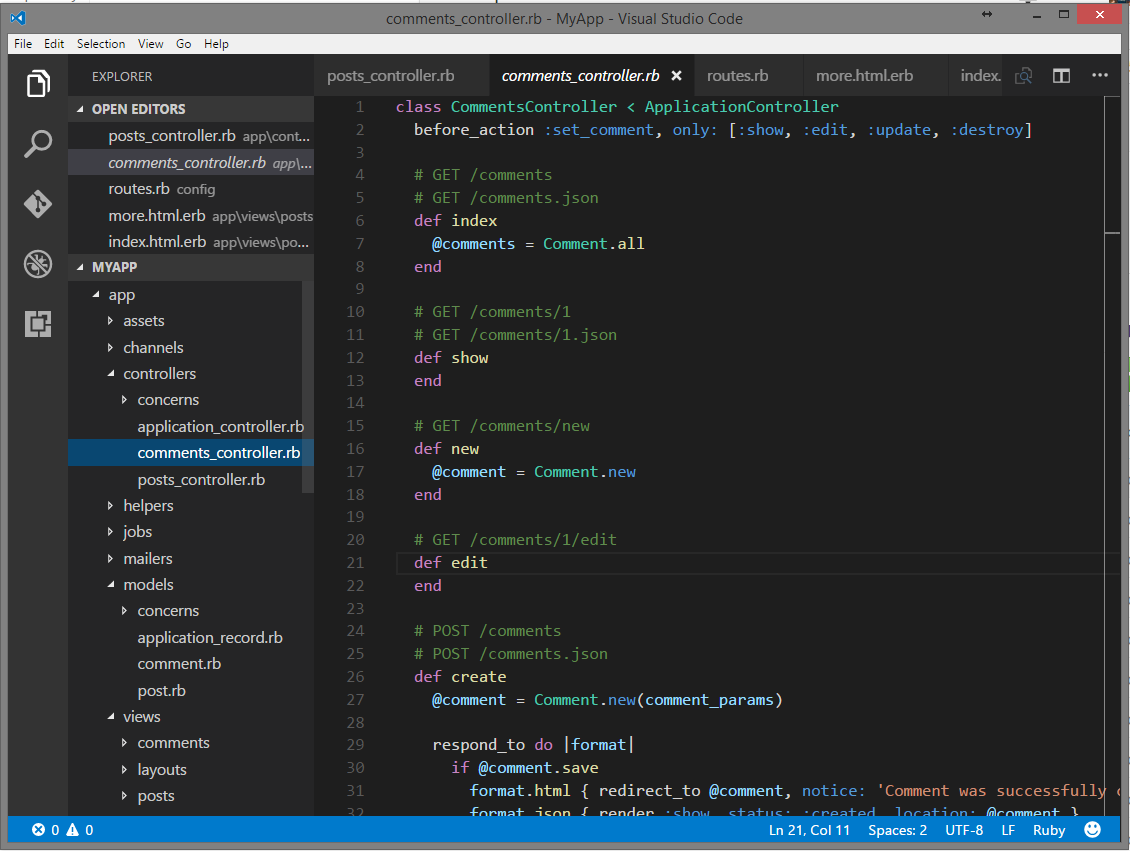 comments_controller.rb - MyApp - Visual Studio Code
File Edit Selection View Go Help
EXPLORER
OPEN EDITORS
posts_controller.rb app\cont...
comments_controller.rb app\...
routes.rb config
more.html.erb app\views\posts
index.html.erb app\views\po...
MYAPP
app
assets
channels
controllers
concerns
application_controller.rb
comments_controller.rb
posts_controller.rb
helpers
jobs
mailers
models
concerns
application_record.rb
comment.rb
post.rb
views
comments
layouts
posts
posts_controller.rb comments_controller.rb routes.rb more.html.erb index.
1 class CommentsController < ApplicationController
2 before_action :set_comment, only: [:show, :edit, :update, :destroy]
3
4 # GET /comments
5 # GET /comments.json
6 def index
7 @comments = Comment.all
8 end
9
10 # GET /comments/1
11 # GET /comments/1.json
12 def show
13 end
14
15 # GET /comments/new
16 def new
17 @comment = Comment.new
18 end
19
20 # GET /comments/1/edit
21 def edit
22 end
23
24 # POST /comments
25 # POST /comments.json
26 def create
27 @comment = Comment.new(comment_params)
28
29 respond_to do |format|
30 if @comment.save
31 format.html { redirect_to @comment, notice: 'Comment was successfully c
32 format.json { render :show, status: :created, location: @comment }
0 0 Ln 21, Col 11 Spaces: 2 UTF-8 LF Ruby